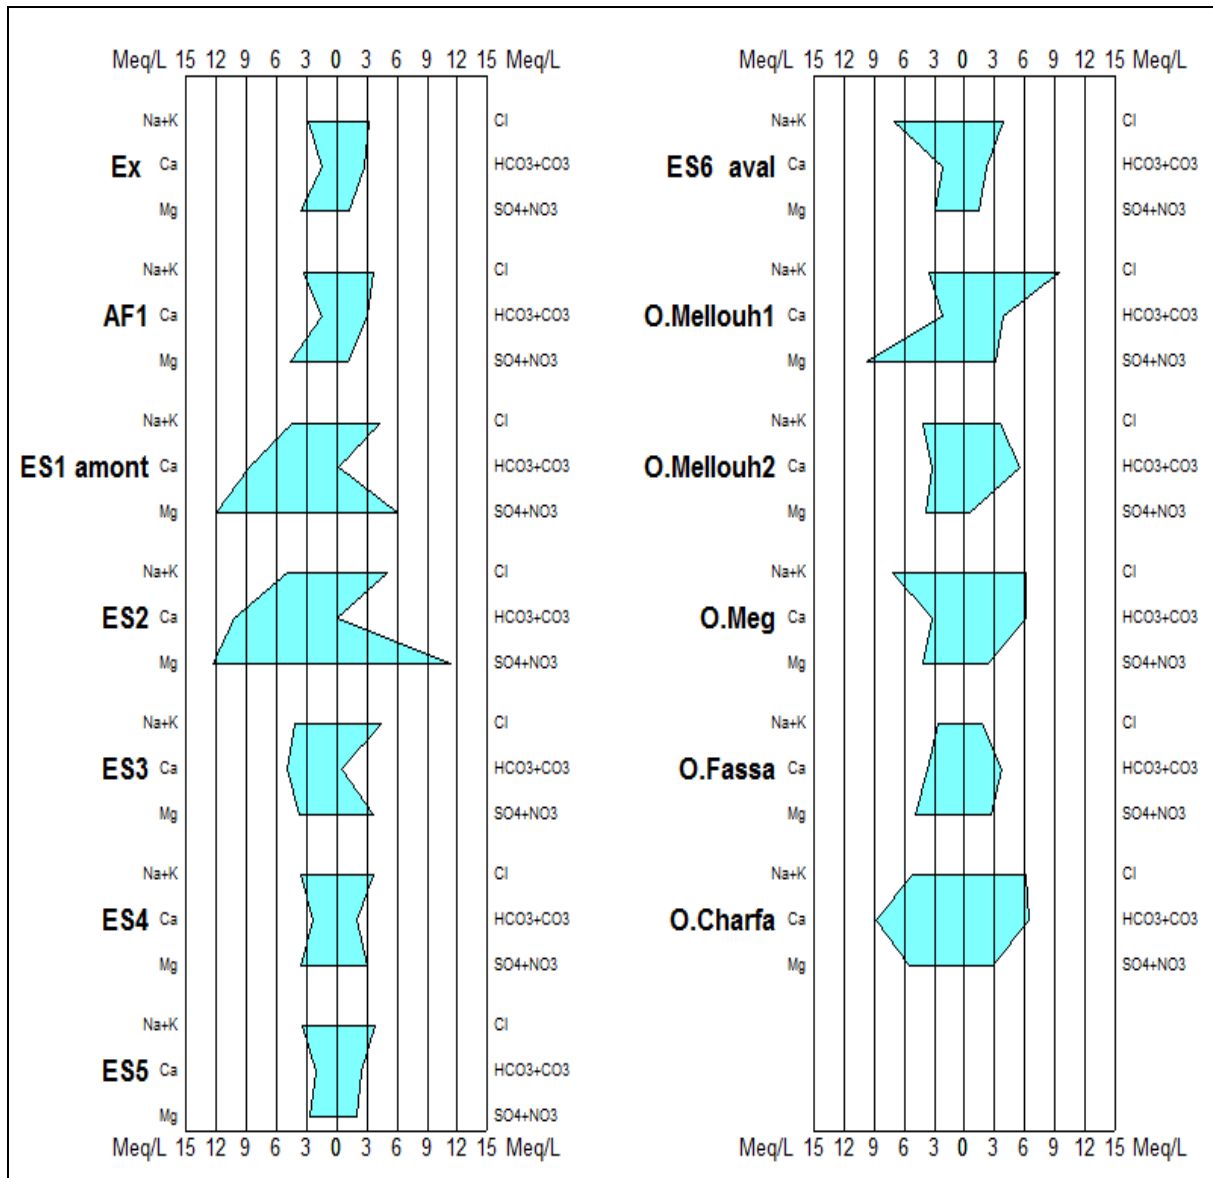 Meq/L 15 12 9 6 3 0 3 6 9 12 15 Meq/L
Na+K Cl
Ex Ca HCO3+CO3
Mg SO4+NO3
Na+K Cl
AF1 Ca HCO3+CO3
Mg SO4+NO3
Na+K Cl
ES1 amont Ca HCO3+CO3
Mg SO4+NO3
Na+K Cl
ES2 Ca HCO3+CO3
Mg SO4+NO3
Na+K Cl
ES3 Ca HCO3+CO3
Mg SO4+NO3
Na+K Cl
ES4 Ca HCO3+CO3
Mg SO4+NO3
Na+K Cl
ES5 Ca HCO3+CO3
Mg SO4+NO3
Meq/L 15 12 9 6 3 0 3 6 9 12 15 Meq/L
Meq/L 15 12 9 6 3 0 3 6 9 12 15 Meq/L
Na+K Cl
ES6 aval Ca HCO3+CO3
Mg SO4+NO3
Na+K Cl
O.Mellouh1 Ca HCO3+CO3
Mg SO4+NO3
Na+K Cl
O.Mellouh2 Ca HCO3+CO3
Mg SO4+NO3
Na+K Cl
O.Meg Ca HCO3+CO3
Mg SO4+NO3
Na+K Cl
O.Fassa Ca HCO3+CO3
Mg SO4+NO3
Na+K Cl
O.Charfa Ca HCO3+CO3
Mg SO4+NO3
Meq/L 15 12 9 6 3 0 3 6 9 12 15 Meq/L